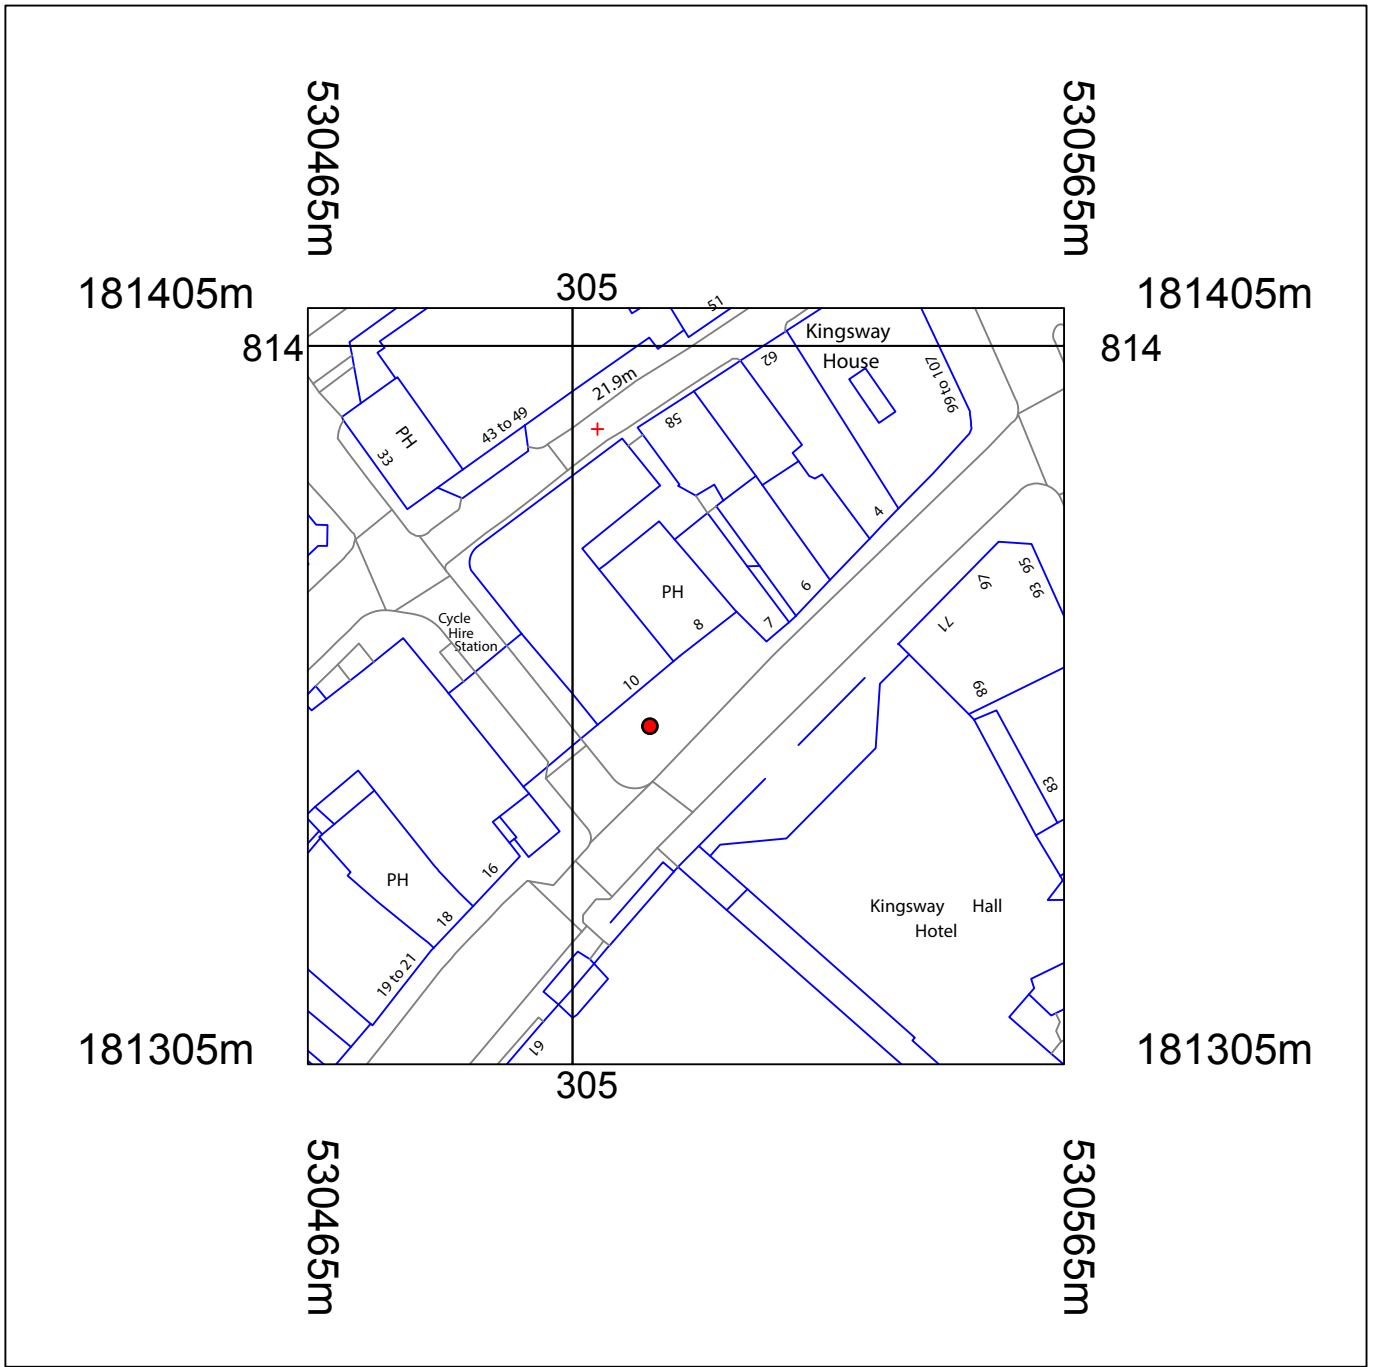 530465m
530565m
181405m
305
181405m
814
814
51
Kingsway
House
62
99 to 107
21.9m
58
43 to 49
PH
33
4
95
93
97
6
PH
7
8
71
Cycle
Hire
Station
10
89
83
16
PH
18
Kingsway Hall
Hotel
19 to 21
61
181305m
181305m
305
530465m
530565m